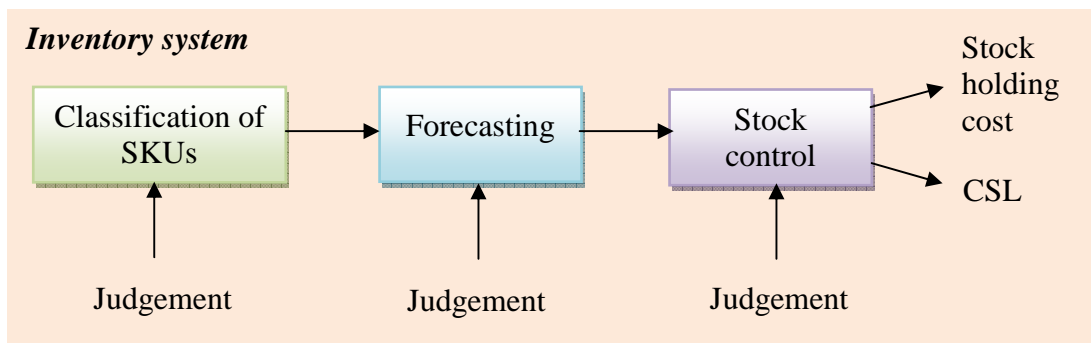 Inventory system
Classification of
SKUs
Forecasting
Stock
control
Stock
holding
cost
CSL
Judgement
Judgement
Judgement